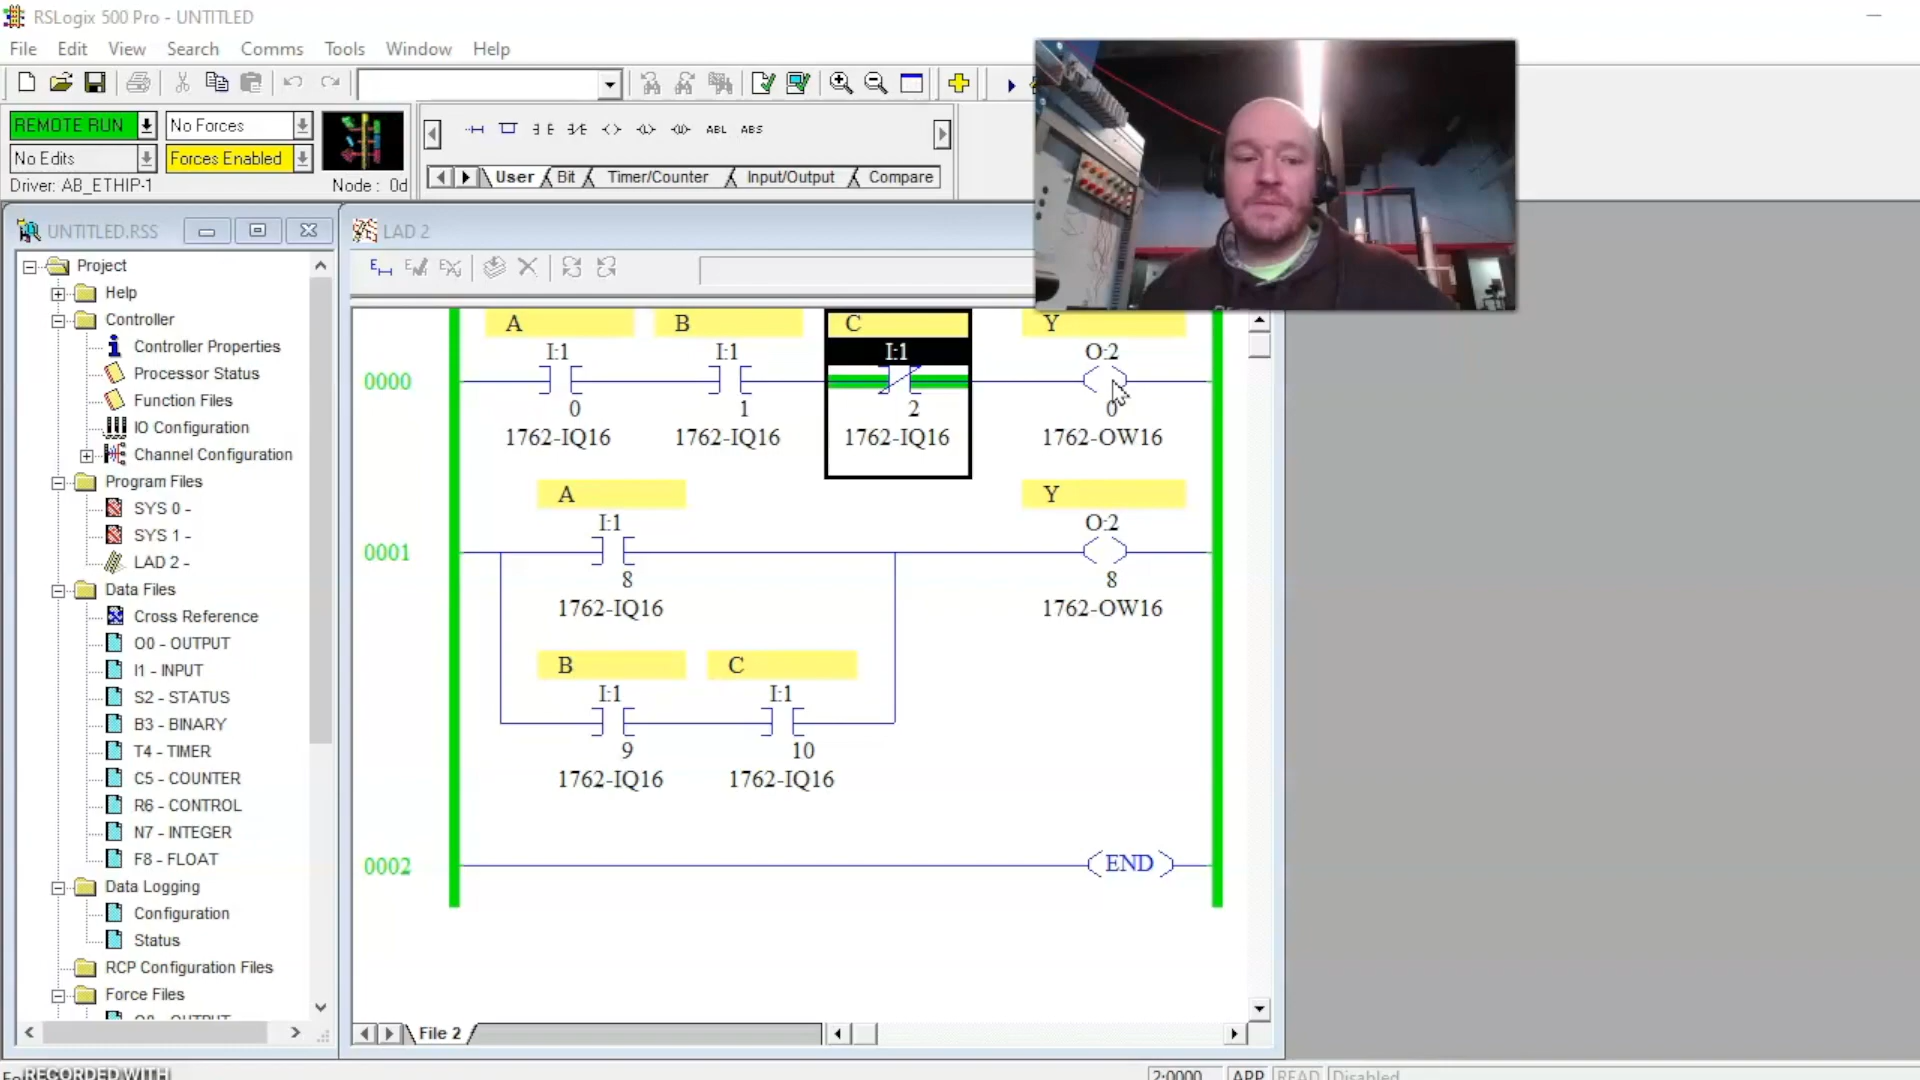 RSLogix 500 Pro - UNTITLED
File Edit View Search Comms Tools Window Help
REMOTE RUN No Forces
No Edits Forces Enabled
Driver: AB_ETHIP-1 Node : 0d
ABL ABS
User Bit Timer/Counter Input/Output Compare
UNTITLED.RSS
Project
Help
Controller
Controller Properties
Processor Status
Function Files
IO Configuration
Channel Configuration
Program Files
SYS 0 -
SYS 1 -
LAD 2 -
Data Files
Cross Reference
O0 - OUTPUT
I1 - INPUT
S2 - STATUS
B3 - BINARY
T4 - TIMER
C5 - COUNTER
R6 - CONTROL
N7 - INTEGER
F8 - FLOAT
Data Logging
Configuration
Status
RCP Configuration Files
Force Files
LAD 2
A B C Y
I:1 I:1 I:1 O:2
0000
0 1 2 0
1762-IQ16 1762-IQ16 1762-IQ16 1762-OW16
A Y
I:1 O:2
0001
8 8
1762-IQ16 1762-OW16
B C
I:1 I:1
9 10
1762-IQ16 1762-IQ16
0002 END
File 2
RECORDED WITH
2:0000 APP READ Disabled